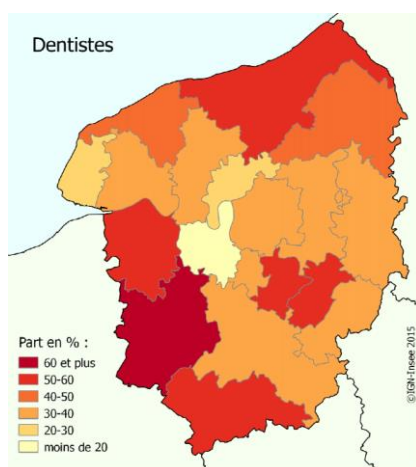 Dentistes
Part en % :
60 et plus
50-60
40-50
30-40
20-30
moins de 20
©IGN-Insee 2015